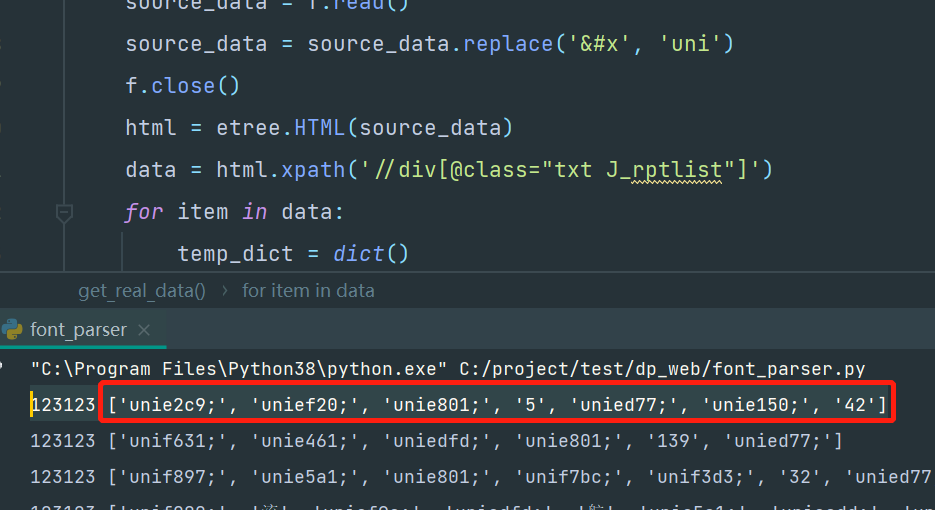 source_data = f.read()
source_data = source_data.replace('&#x', 'uni')
f.close()
html = etree.HTML(source_data)
data = html.xpath('//div[@class="txt J_rptlist"]')
for item in data:
temp_dict = dict()
get_real_data() › for item in data
font_parser ×
"C:\Program Files\Python38\python.exe" C:/project/test/dp_web/font_parser.py
123123 ['unie2c9;', 'unief20;', 'unie801;', '5', 'unied77;', 'unie150;', '42']
123123 ['unif631;', 'unie461;', 'uniedfd;', 'unie801;', '139', 'unied77;']
123123 ['unif897;', 'unie5a1;', 'unie801;', 'unif7bc;', 'unif3d3;', '32', 'unied77